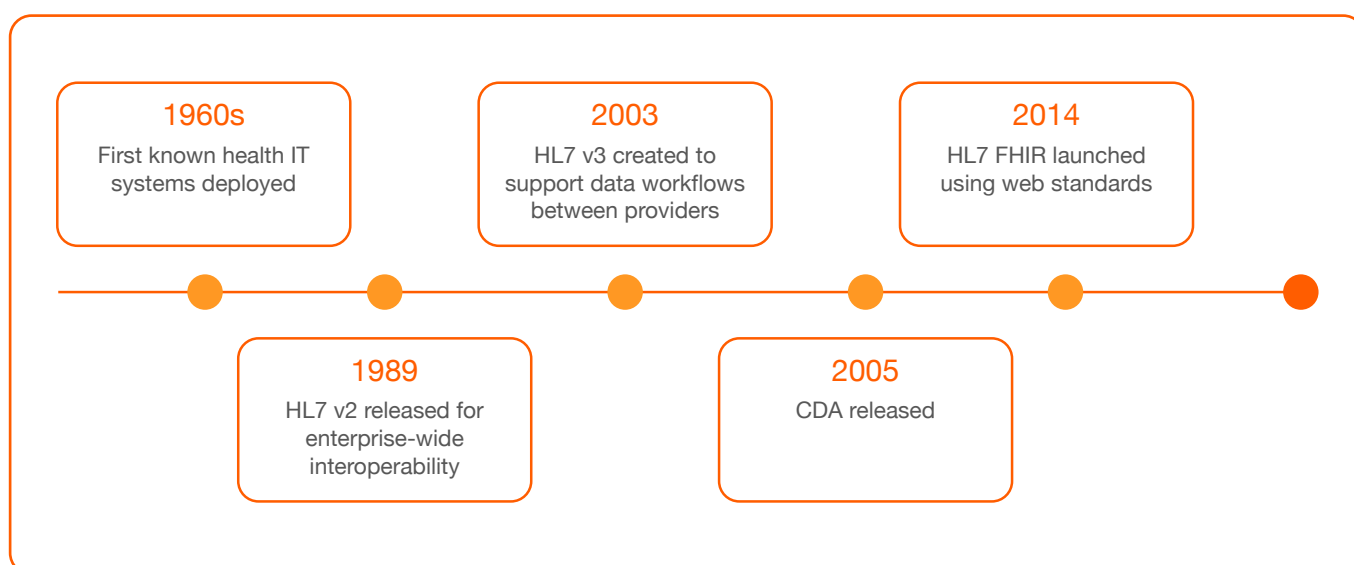 1960s
First known health IT
systems deployed
1989
HL7 v2 released for
enterprise-wide
interoperability
2003
HL7 v3 created to
support data workflows
between providers
2005
CDA released
2014
HL7 FHIR launched
using web standards